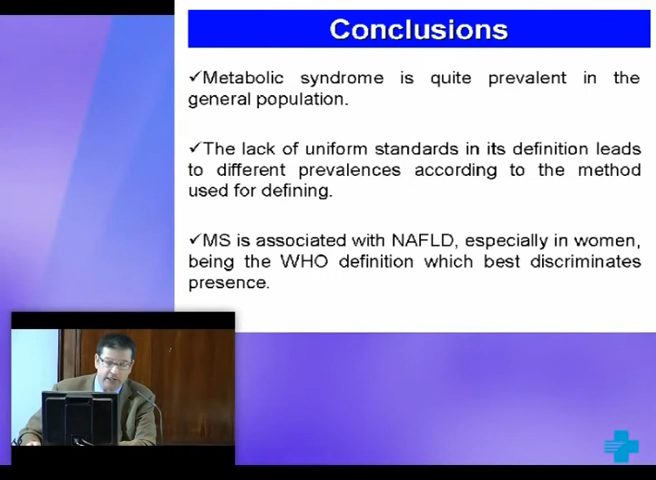 Conclusions
✓Metabolic syndrome is quite prevalent in the
general population.
✓The lack of uniform standards in its definition leads
to different prevalences according to the method
used for defining.
✓MS is associated with NAFLD, especially in women,
being the WHO definition which best discriminates
presence.